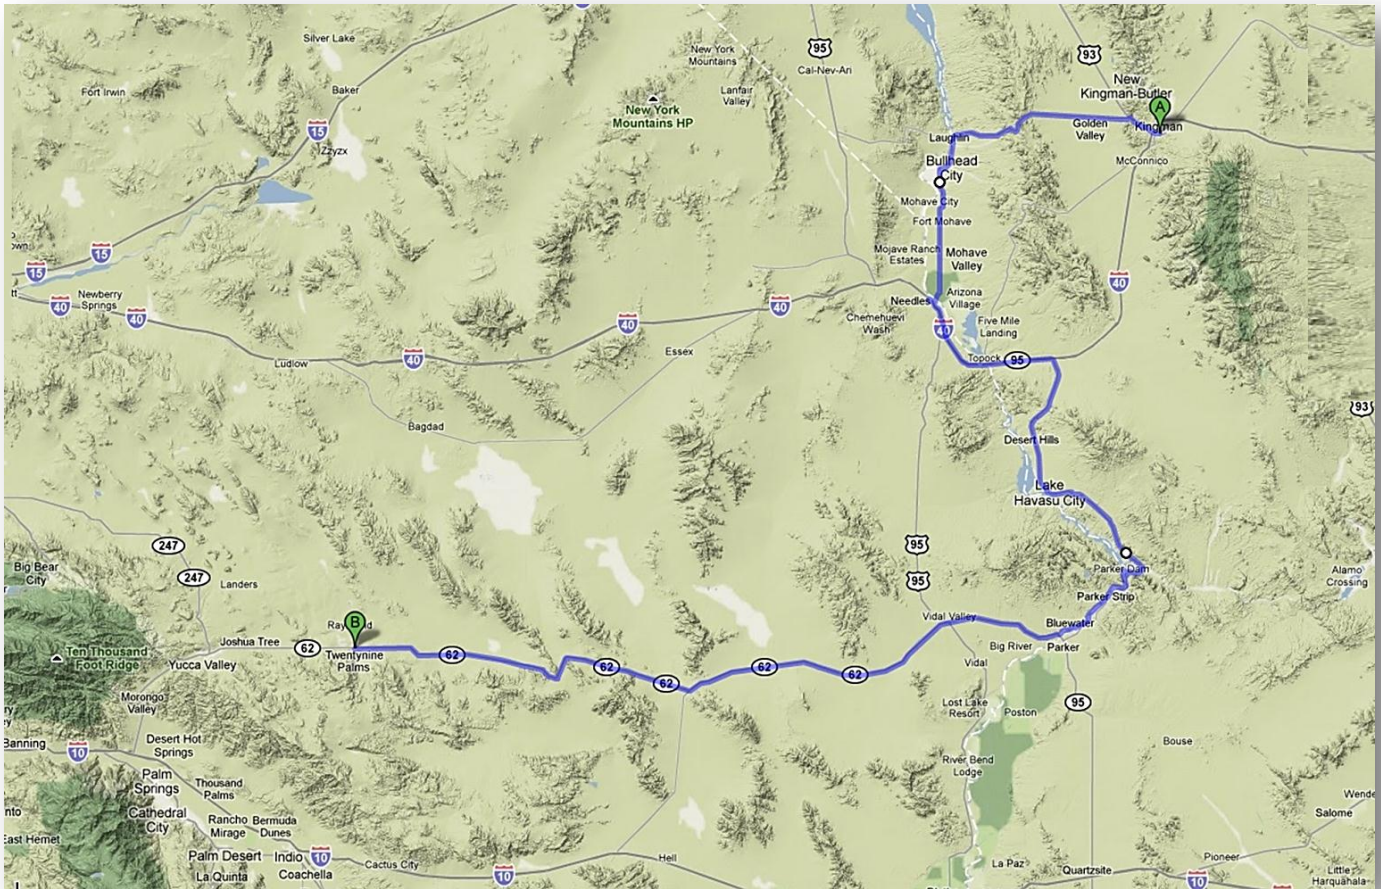 Silver Lake
New York
Mountains
95
Cal-Nev-Ari
93
Fort Irwin
Baker
Lanfair
Valley
New
Kingman-Butler
New York
Mountains HP
A
15
Zzyzx
Laughlin
Golden
Valley
Kingman
Bullhead
City
McConnico
Mohave City
Fort Mohave
15
15
Mojave Ranch
Estates
Mohave
Valley
40
Newberry
Springs
40
40
40
Needles
Arizona
Village
40
Chemehuevi
Wash
40
Five Mile
Landing
Ludlow
40
Essex
Topock
95
93
Bagdad
Desert Hills
Lake
Havasu City
247
95
Big Bear
City
247
Landers
95
Parker Dam
Alamo
Crossing
Parker Strip
B
Vidal Valley
Bluewater
Joshua Tree
62
Twentynine
Palms
62
62
62
62
62
Big River
Parker
Ten Thousand
Foot Ridge
Yucca Valley
Vidal
Morongo
Valley
Lost Lake
Resort
Poston
95
Banning
10
Desert Hot
Springs
Bouse
River Bend
Lodge
Palm
Springs
Thousand
Palms
Cathedral
City
Rancho
Mirage
Bermuda
Dunes
Salome
East Hemet
Palm Desert
Indio
10
Coachella
Cactus City
Hell
La Paz
Pioneer
La Quinta
10
Quartzsite
10
Little
Harquahala